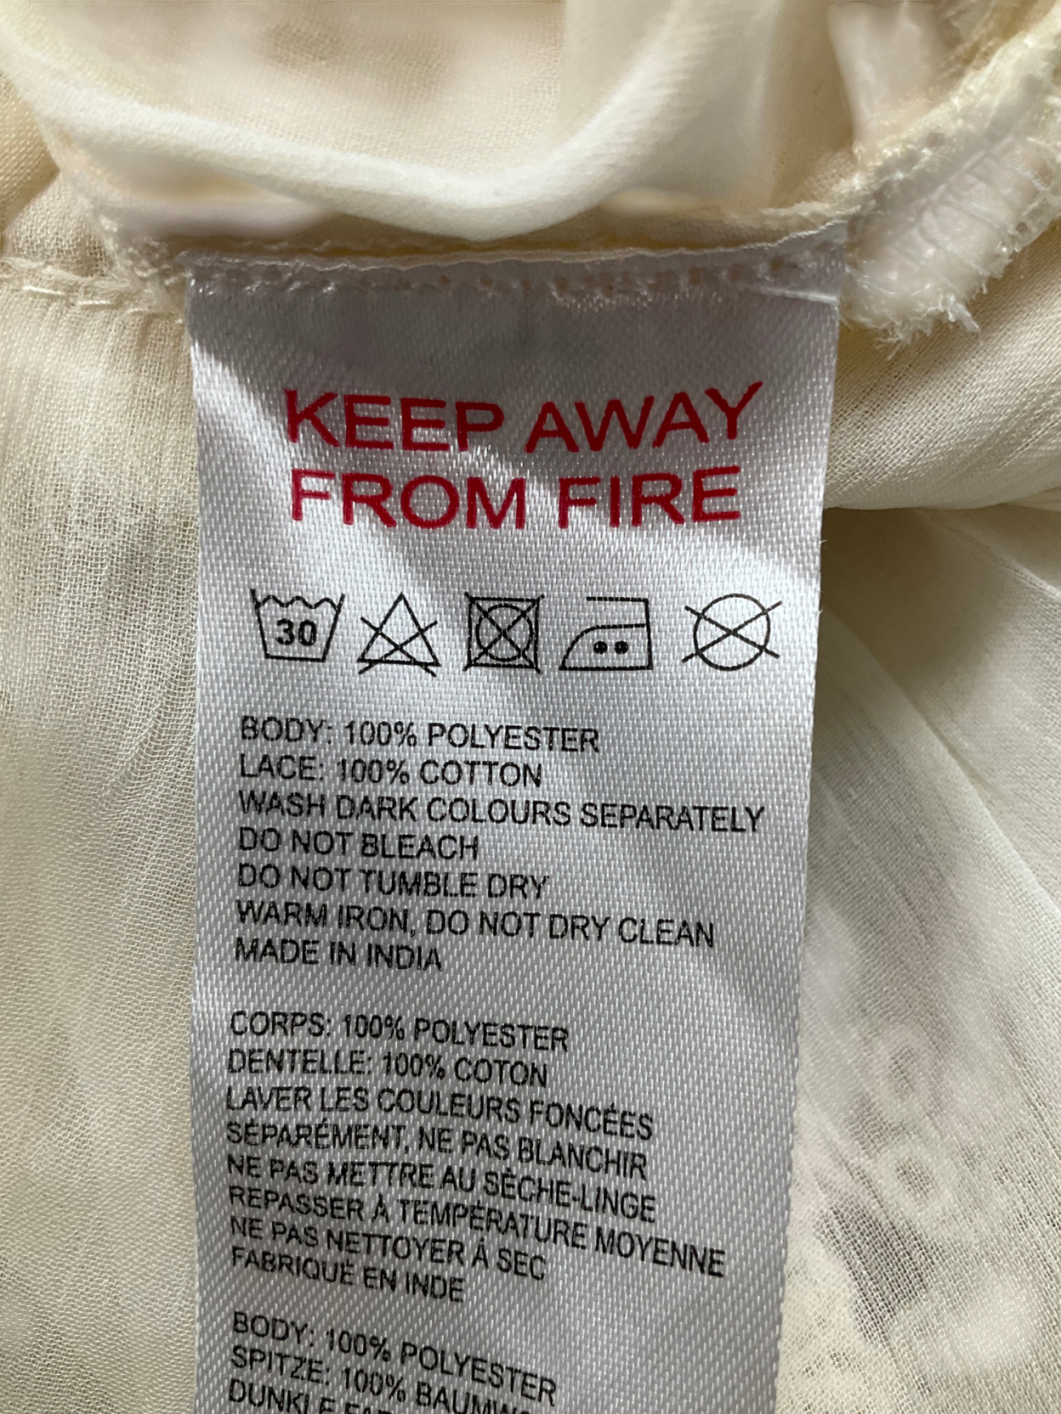 KEEP AWAY
FROM FIRE
30
BODY: 100% POLYESTER
LACE: 100% COTTON
WASH DARK COLOURS SEPARATELY
DO NOT BLEACH
DO NOT TUMBLE DRY
WARM IRON, DO NOT DRY CLEAN
MADE IN INDIA
CORPS: 100% POLYESTER
DENTELLE: 100% COTON
LAVER LES COULEURS FONCÉES
SÉPARÉMENT, NE PAS BLANCHIR
NE PAS METTRE AU SÈCHE-LINGE
REPASSER À TEMPÉRATURE MOYENNE
NE PAS NETTOYER À SEC
FABRIQUÉ EN INDE
BODY: 100% POLYESTER
SPITZE: 100%